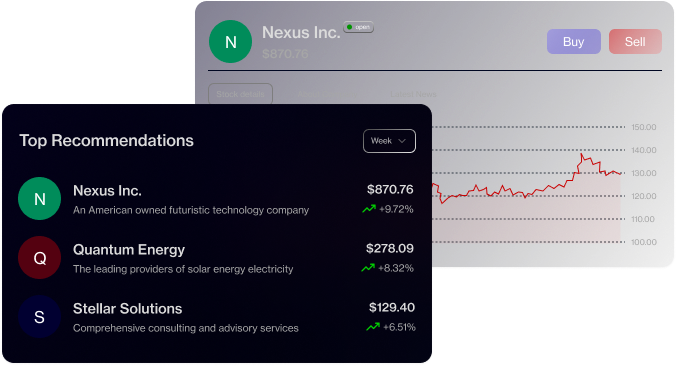 N
Nexus Inc.
open
$870.76
Buy
Sell
Stock details
Latest News
150.00
140.00
130.00
120.00
110.00
100.00
Top Recommendations
Week
N
Nexus Inc.
$870.76
An American owned futuristic technology company
+9.72%
Q
Quantum Energy
$278.09
The leading providers of solar energy electricity
+8.32%
S
Stellar Solutions
$129.40
Comprehensive consulting and advisory services
+6.51%